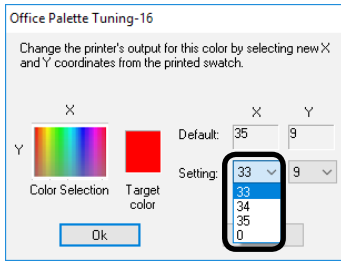 Office Palette Tuning-16
Change the printer's output for this color by selecting new X
and Y coordinates from the printed swatch.
X
X Y
Default: 35 9
Y
Setting: 33 9
Color Selection
Target
color
33
34
35
0
Ok